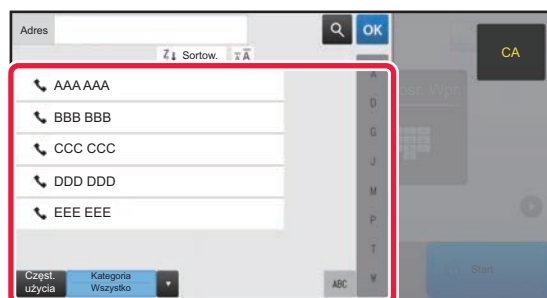 Adres
OK
CA
Sortow.
AAA AAA
BBB BBB
CCC CCC
DDD DDD
EEE EEE
A
D
G
J
M
P
T
W
Częst. użycia
Kategoria
Wszystko
ABC
Start